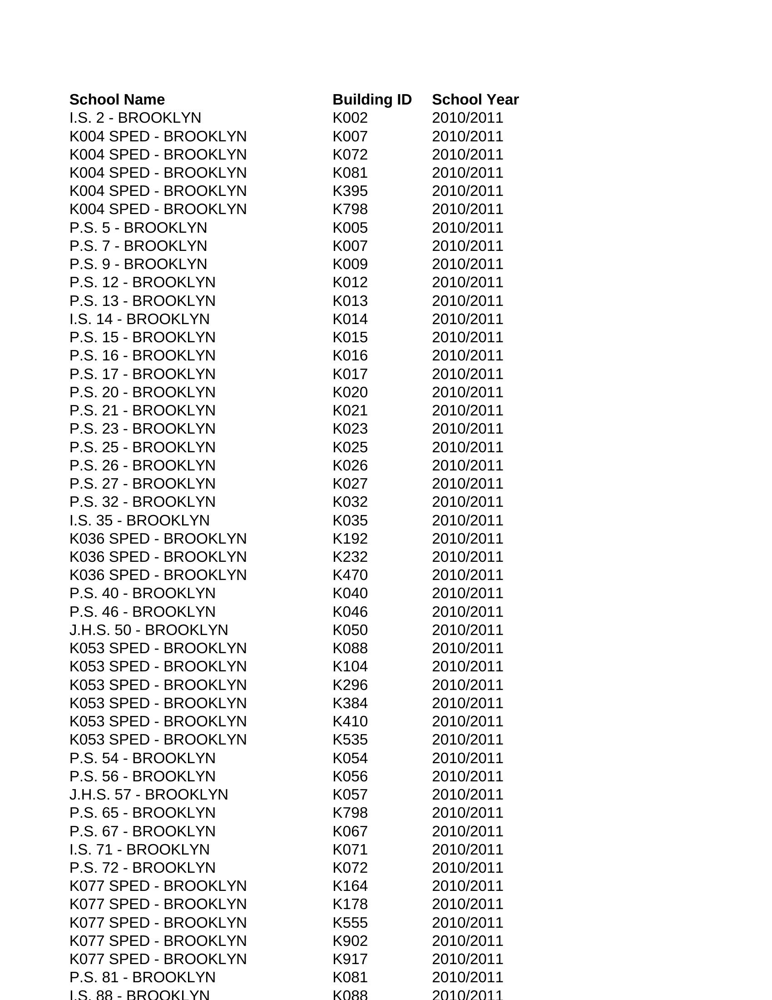 School Name Building ID School Year
I.S. 2 - BROOKLYN K002 2010/2011
K004 SPED - BROOKLYN K007 2010/2011
K004 SPED - BROOKLYN K072 2010/2011
K004 SPED - BROOKLYN K081 2010/2011
K004 SPED - BROOKLYN K395 2010/2011
K004 SPED - BROOKLYN K798 2010/2011
P.S. 5 - BROOKLYN K005 2010/2011
P.S. 7 - BROOKLYN K007 2010/2011
P.S. 9 - BROOKLYN K009 2010/2011
P.S. 12 - BROOKLYN K012 2010/2011
P.S. 13 - BROOKLYN K013 2010/2011
I.S. 14 - BROOKLYN K014 2010/2011
P.S. 15 - BROOKLYN K015 2010/2011
P.S. 16 - BROOKLYN K016 2010/2011
P.S. 17 - BROOKLYN K017 2010/2011
P.S. 20 - BROOKLYN K020 2010/2011
P.S. 21 - BROOKLYN K021 2010/2011
P.S. 23 - BROOKLYN K023 2010/2011
P.S. 25 - BROOKLYN K025 2010/2011
P.S. 26 - BROOKLYN K026 2010/2011
P.S. 27 - BROOKLYN K027 2010/2011
P.S. 32 - BROOKLYN K032 2010/2011
I.S. 35 - BROOKLYN K035 2010/2011
K036 SPED - BROOKLYN K192 2010/2011
K036 SPED - BROOKLYN K232 2010/2011
K036 SPED - BROOKLYN K470 2010/2011
P.S. 40 - BROOKLYN K040 2010/2011
P.S. 46 - BROOKLYN K046 2010/2011
J.H.S. 50 - BROOKLYN K050 2010/2011
K053 SPED - BROOKLYN K088 2010/2011
K053 SPED - BROOKLYN K104 2010/2011
K053 SPED - BROOKLYN K296 2010/2011
K053 SPED - BROOKLYN K384 2010/2011
K053 SPED - BROOKLYN K410 2010/2011
K053 SPED - BROOKLYN K535 2010/2011
P.S. 54 - BROOKLYN K054 2010/2011
P.S. 56 - BROOKLYN K056 2010/2011
J.H.S. 57 - BROOKLYN K057 2010/2011
P.S. 65 - BROOKLYN K798 2010/2011
P.S. 67 - BROOKLYN K067 2010/2011
I.S. 71 - BROOKLYN K071 2010/2011
P.S. 72 - BROOKLYN K072 2010/2011
K077 SPED - BROOKLYN K164 2010/2011
K077 SPED - BROOKLYN K178 2010/2011
K077 SPED - BROOKLYN K555 2010/2011
K077 SPED - BROOKLYN K902 2010/2011
K077 SPED - BROOKLYN K917 2010/2011
P.S. 81 - BROOKLYN K081 2010/2011
I.S. 88 - BROOKLYN K088 2010/2011